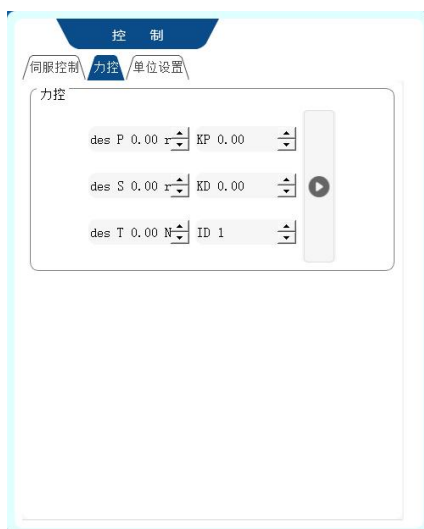 控 制
伺服控制 力控 单位设置
力控
des P 0.00 r KP 0.00
des S 0.00 r KD 0.00
des T 0.00 N ID 1